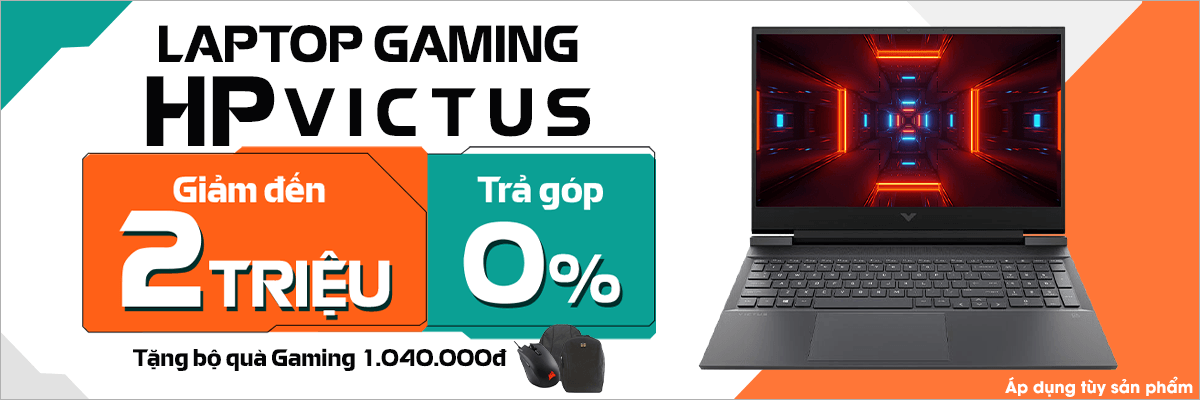 LAPTOP GAMING
HP VICTUS
Giảm đến
2 TRIỆU
Trả góp
0%
Tặng bộ quà Gaming 1.040.000đ
VICTUS
Áp dụng tùy sản phẩm